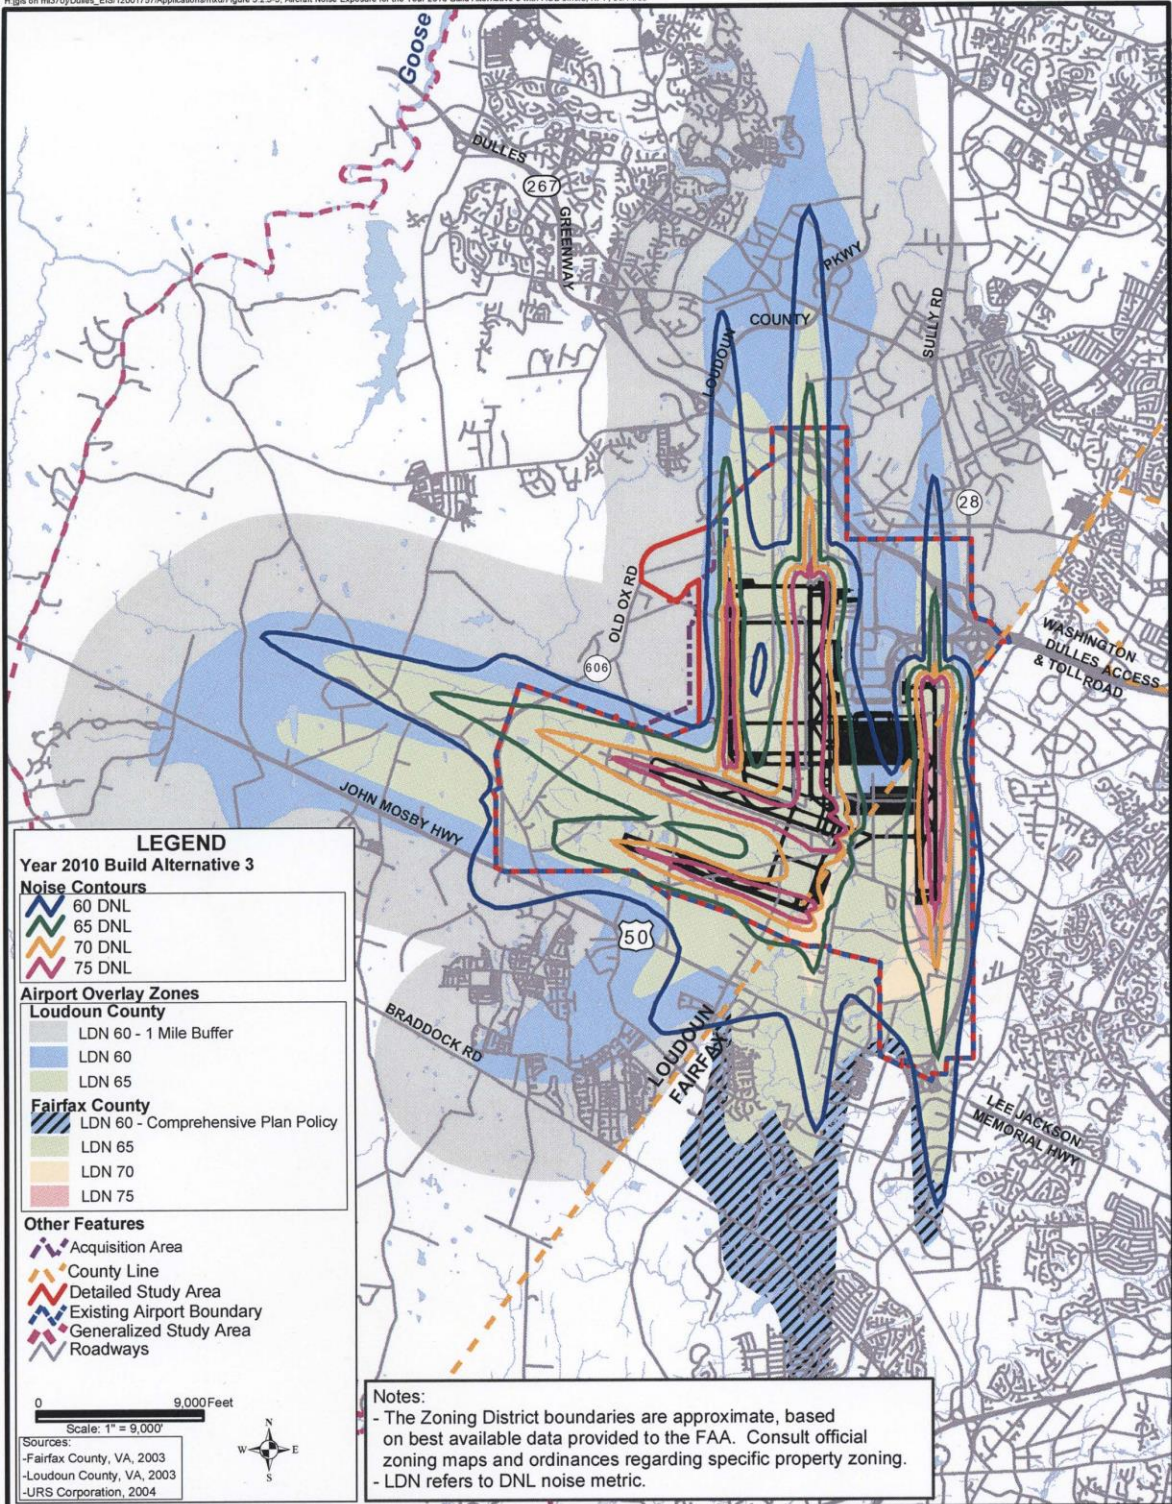 Goose
DULLES
267
GREENWAY
PKWY
COUNTY
LOUDOUN
SULLY RD
28
OLD OX RD
606
WASHINGTON
DULLES ACCESS
& TOLLROAD
JOHN MOSBY HWY
50
BRADDOCK RD
LOUDOUN
FAIRFAX
LEE JACKSON
MEMORIAL HWY
LEGEND
Year 2010 Build Alternative 3
Noise Contours
60 DNL
65 DNL
70 DNL
75 DNL
Airport Overlay Zones
Loudoun County
LDN 60 - 1 Mile Buffer
LDN 60
LDN 65
Fairfax County
LDN 60 - Comprehensive Plan Policy
LDN 65
LDN 70
LDN 75
Other Features
Acquisition Area
County Line
Detailed Study Area
Existing Airport Boundary
Generalized Study Area
Roadways
0 9,000 Feet
Scale: 1" = 9,000'
Sources:
-Fairfax County, VA, 2003
-Loudoun County, VA, 2003
-URS Corporation, 2004
N
W E
S
Notes:
- The Zoning District boundaries are approximate, based
on best available data provided to the FAA. Consult official
zoning maps and ordinances regarding specific property zoning.
- LDN refers to DNL noise metric.